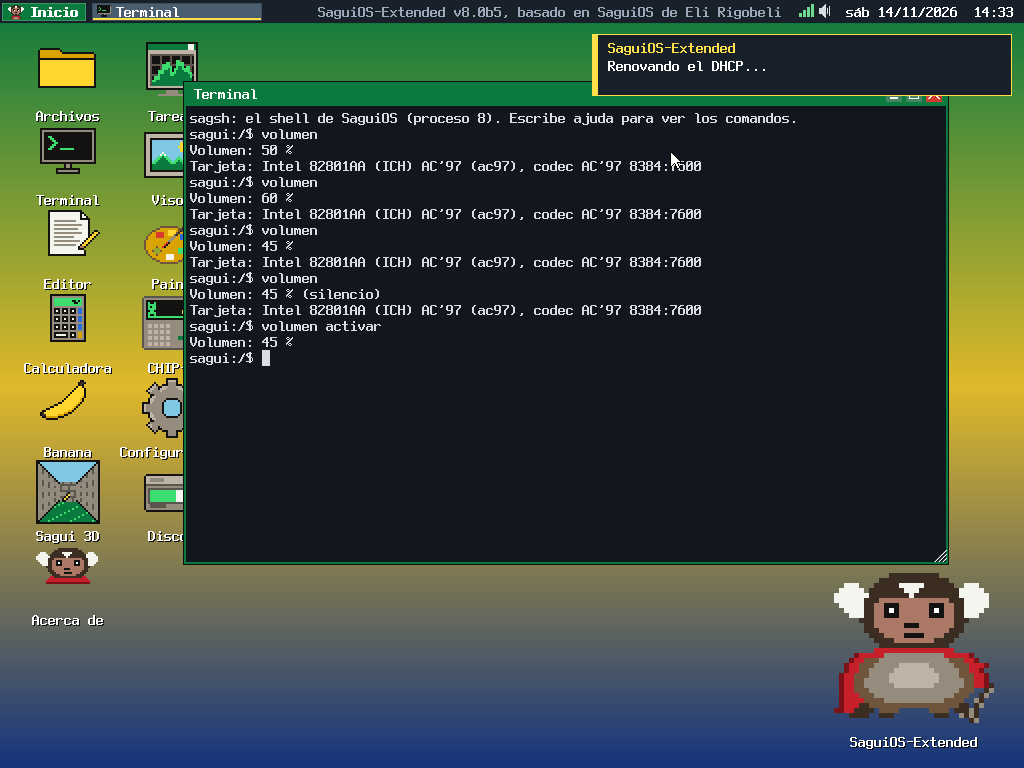 Inicio
Terminal
SaguiOS-Extended v8.0b5, basado en SaguiOS de Eli Rigobeli
sáb 14/11/2026 14:33
SaguiOS-Extended
Renovando el DHCP...
Archivos
Tarea
Terminal
Viso
Editor
Pain
Calculadora
CHIP-
Banana
Configur
Sagui 3D
Disco
Acerca de
Terminal
sagsh: el shell de SaguiOS (proceso 8). Escribe ajuda para ver los comandos.
sagui:/$ volumen
Volumen: 50 %
Tarjeta: Intel 82801AA (ICH) AC'97 (ac97), codec AC'97 8384:7600
sagui:/$ volumen
Volumen: 60 %
Tarjeta: Intel 82801AA (ICH) AC'97 (ac97), codec AC'97 8384:7600
sagui:/$ volumen
Volumen: 45 %
Tarjeta: Intel 82801AA (ICH) AC'97 (ac97), codec AC'97 8384:7600
sagui:/$ volumen
Volumen: 45 % (silencio)
Tarjeta: Intel 82801AA (ICH) AC'97 (ac97), codec AC'97 8384:7600
sagui:/$ volumen activar
Volumen: 45 %
sagui:/$
SaguiOS-Extended